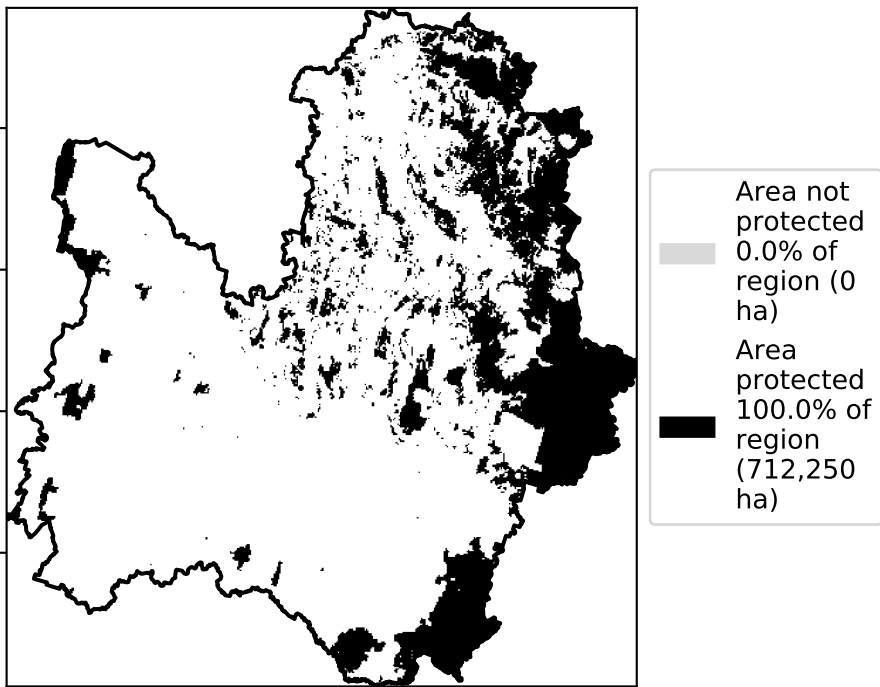 Area not
protected
0.0% of
region (0
ha)
Area
protected
100.0% of
region
(712,250
ha)